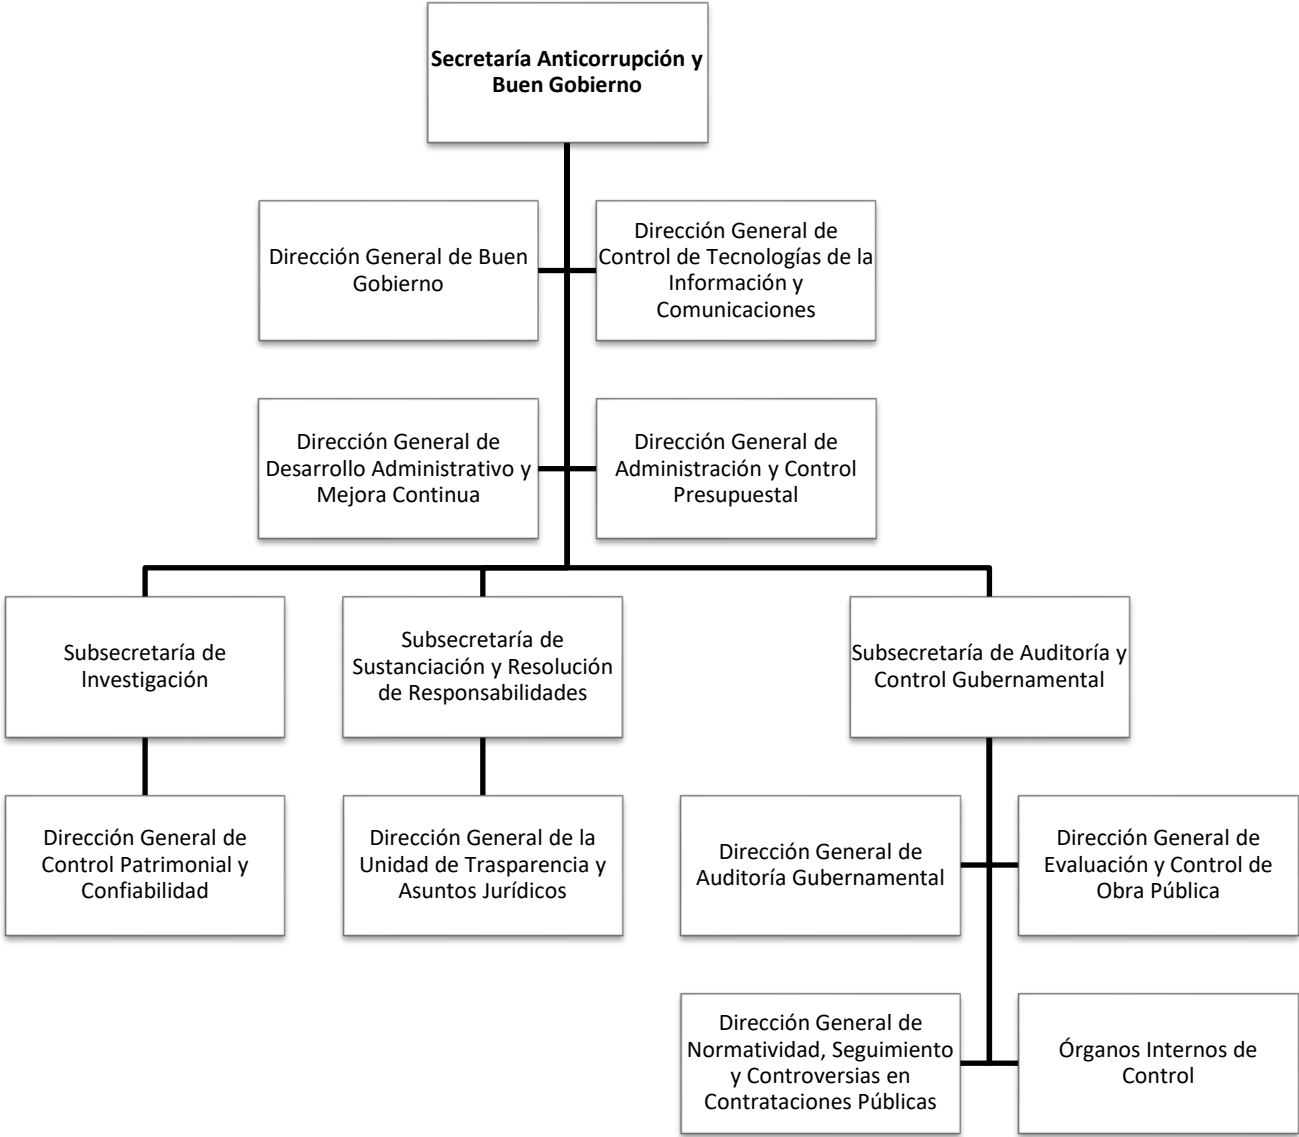 Secretaría Anticorrupción y
Buen Gobierno
Dirección General de Buen
Gobierno
Dirección General de
Control de Tecnologías de la
Información y
Comunicaciones
Dirección General de
Desarrollo Administrativo y
Mejora Continua
Dirección General de
Administración y Control
Presupuestal
Subsecretaría de
Investigación
Subsecretaría de
Sustanciación y Resolución
de Responsabilidades
Subsecretaría de Auditoría y
Control Gubernamental
Dirección General de
Control Patrimonial y
Confiabilidad
Dirección General de la
Unidad de Trasparencia y
Asuntos Jurídicos
Dirección General de
Auditoría Gubernamental
Dirección General de
Evaluación y Control de
Obra Pública
Dirección General de
Normatividad, Seguimiento
y Controversias en
Contrataciones Públicas
Órganos Internos de
Control